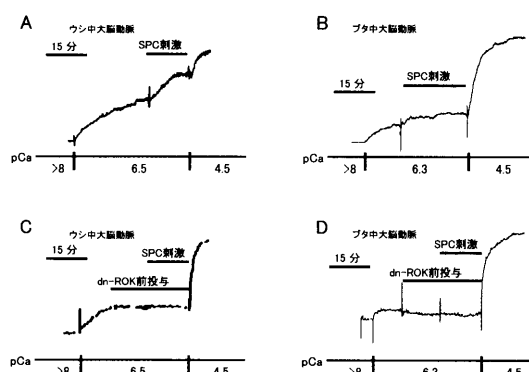 A
ウシ中大脳動脈
15 分
SPC刺激
pCa
>8
6.5
4.5
B
ブタ中大脳動脈
15 分
SPC刺激
pCa
>8
6.3
4.5
C
ウシ中大脳動脈
15 分
SPC刺激
dn-ROK前投与
pCa
>8
6.5
4.5
D
ブタ中大脳動脈
15 分
SPC刺激
dn-ROK前投与
pCa
>8
6.3
4.5